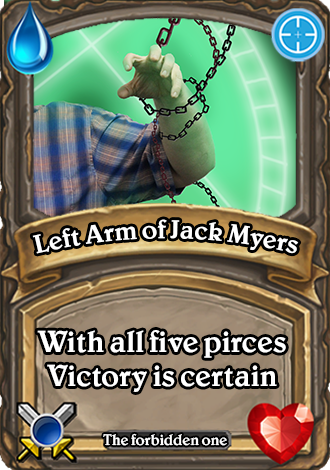 Left Arm of Jack Myers
With all five pirces
Victory is certain
The forbidden one